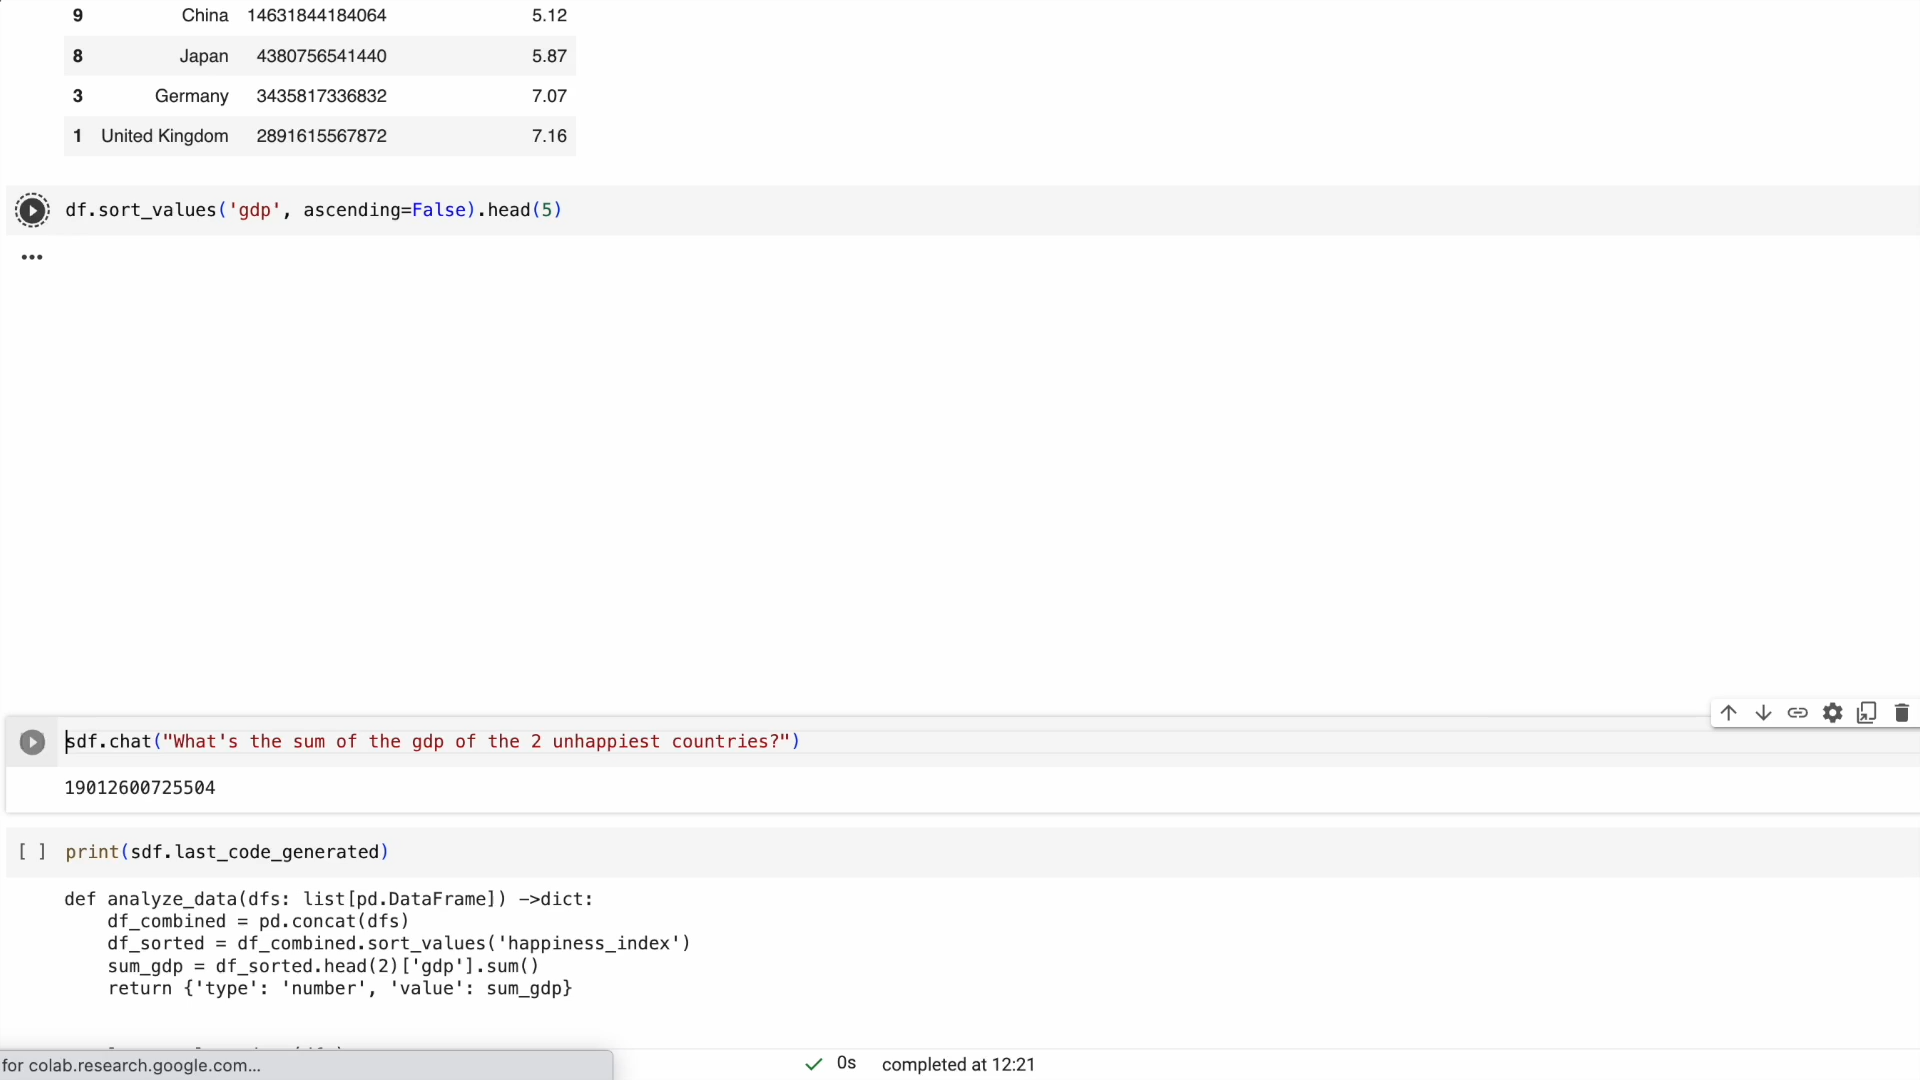 9 China 14631844184064 5.12
8 Japan 4380756541440 5.87
3 Germany 3435817336832 7.07
1 United Kingdom 2891615567872 7.16
df.sort_values('gdp', ascending=False).head(5)
•••
sdf.chat("What's the sum of the gdp of the 2 unhappiest countries?")
19012600725504
[ ] print(sdf.last_code_generated)
def analyze_data(dfs: list[pd.DataFrame]) ->dict:
    df_combined = pd.concat(dfs)
    df_sorted = df_combined.sort_values('happiness_index')
    sum_gdp = df_sorted.head(2)['gdp'].sum()
    return {'type': 'number', 'value': sum_gdp}
for colab.research.google.com...
0s completed at 12:21